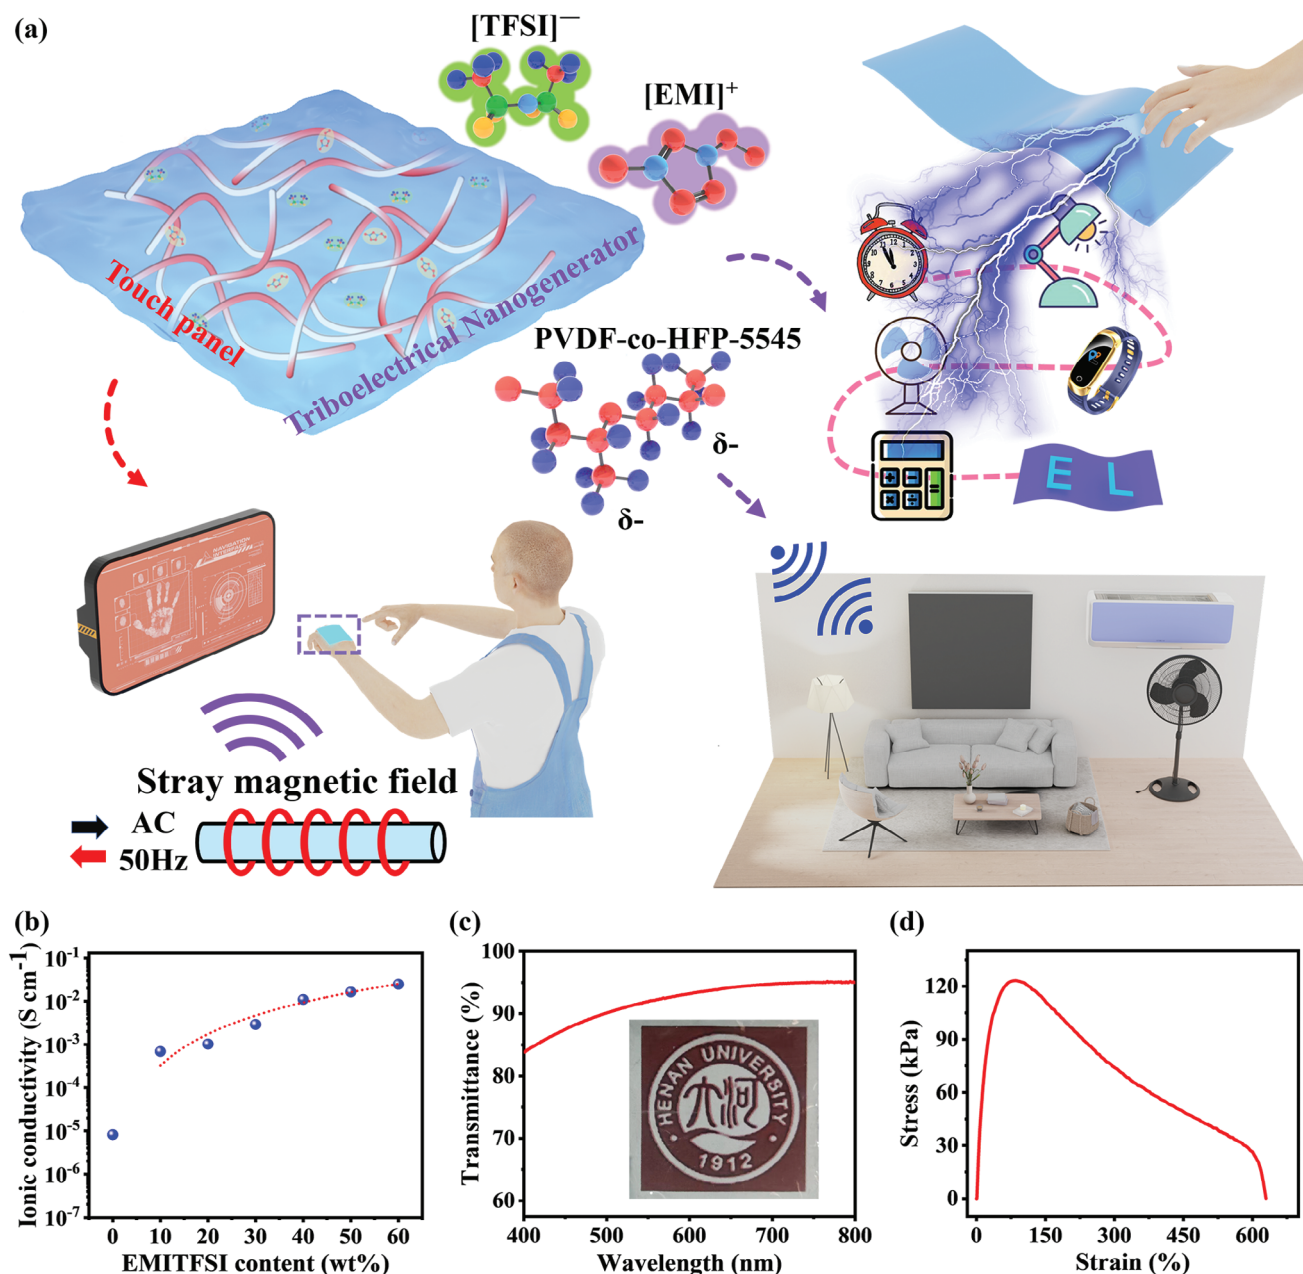 (a)
[TFSI]—
[EMI]+
Touch panel
Triboelectrical Nanogenerator
PVDF-co-HFP-5545
δ-
δ-
E L
NAVIGATION
INTERFACE
Stray magnetic field
AC
50Hz
(b)
Ionic conductivity (S cm-1)
10-1
10-2
10-3
10-4
10-5
10-6
10-7
0 10 20 30 40 50 60
EMITFSI content (wt%)
(c)
Transmittance (%)
100
90
80
70
60
400 500 600 700 800
Wavelength (nm)
HENAN UNIVERSITY
1912
(d)
Stress (kPa)
120
90
60
30
0
0 150 300 450 600
Strain (%)